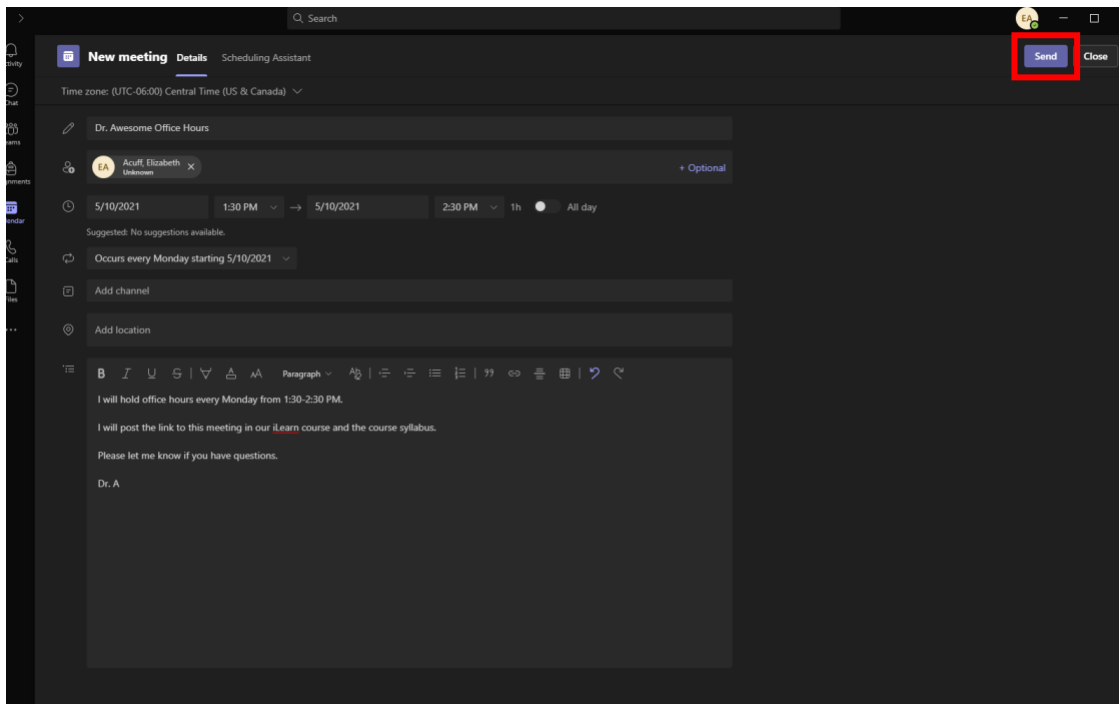 Search
EA
New meeting Details Scheduling Assistant
Send
Close
Time zone: (UTC-06:00) Central Time (US & Canada)
Chat
Dr. Awesome Office Hours
EA Acuff, Elizabeth
Unknown
+ Optional
5/10/2021 1:30 PM → 5/10/2021 2:30 PM 1h All day
Suggested: No suggestions available.
Occurs every Monday starting 5/10/2021
Add channel
Add location
B I U S A AA Paragraph
I will hold office hours every Monday from 1:30-2:30 PM.
I will post the link to this meeting in our iLearn course and the course syllabus.
Please let me know if you have questions.
Dr. A